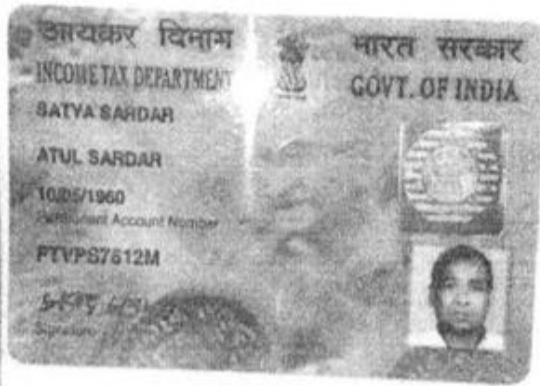 आयकर विभाग
भारत सरकार
INCOME TAX DEPARTMENT
GOVT. OF INDIA
SATYA SARDAR
ATUL SARDAR
10/05/1960
Permanent Account Number
FTVPS7612M
Signature